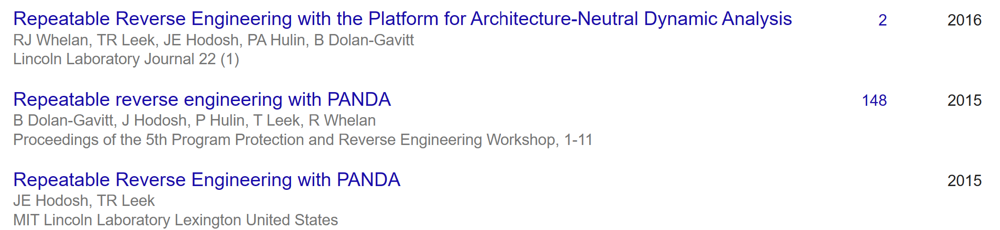 Repeatable Reverse Engineering with the Platform for Architecture-Neutral Dynamic Analysis 2 2016
RJ Whelan, TR Leek, JE Hodosh, PA Hulin, B Dolan-Gavitt
Lincoln Laboratory Journal 22 (1)
Repeatable reverse engineering with PANDA 148 2015
B Dolan-Gavitt, J Hodosh, P Hulin, T Leek, R Whelan
Proceedings of the 5th Program Protection and Reverse Engineering Workshop, 1-11
Repeatable Reverse Engineering with PANDA 2015
JE Hodosh, TR Leek
MIT Lincoln Laboratory Lexington United States